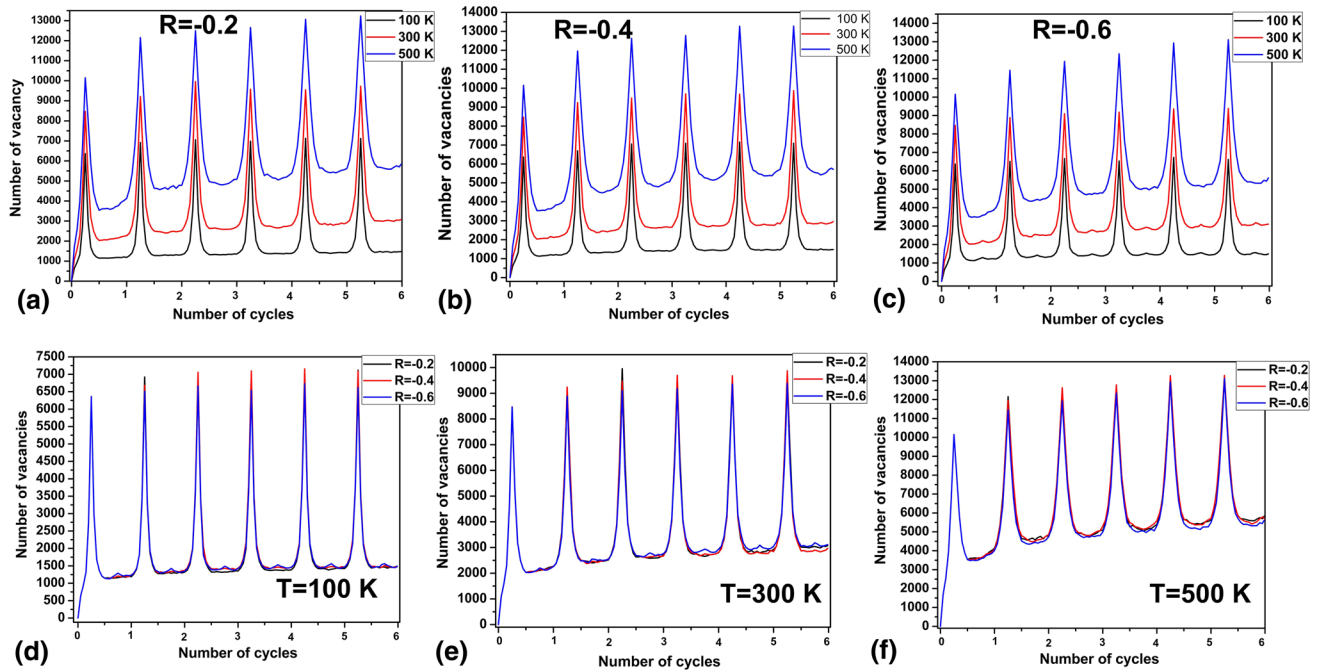 R=-0.2
100 K
300 K
500 K
13000
12000
11000
10000
9000
8000
7000
6000
5000
4000
3000
2000
1000
0
Number of vacancy
0 1 2 3 4 5 6
Number of cycles
(a)
R=-0.4
100 K
300 K
500 K
14000
13000
12000
11000
10000
9000
8000
7000
6000
5000
4000
3000
2000
1000
0
Number of vacancies
0 1 2 3 4 5 6
Number of cycles
(b)
R=-0.6
100 K
300 K
500 K
14000
13000
12000
11000
10000
9000
8000
7000
6000
5000
4000
3000
2000
1000
0
Number of vacancies
0 1 2 3 4 5 6
Number of cycles
(c)
R=-0.2
R=-0.4
R=-0.6
7500
7000
6500
6000
5500
5000
4500
4000
3500
3000
2500
2000
1500
1000
500
0
Number of vacancies
T=100 K
0 1 2 3 4 5 6
Number of cycles
(d)
R=-0.2
R=-0.4
R=-0.6
10000
9000
8000
7000
6000
5000
4000
3000
2000
1000
0
Number of vacancies
T=300 K
0 1 2 3 4 5 6
Number of cycles
(e)
R=-0.2
R=-0.4
R=-0.6
14000
13000
12000
11000
10000
9000
8000
7000
6000
5000
4000
3000
2000
1000
0
Number of vacancies
T=500 K
0 1 2 3 4 5 6
Number of cycles
(f)